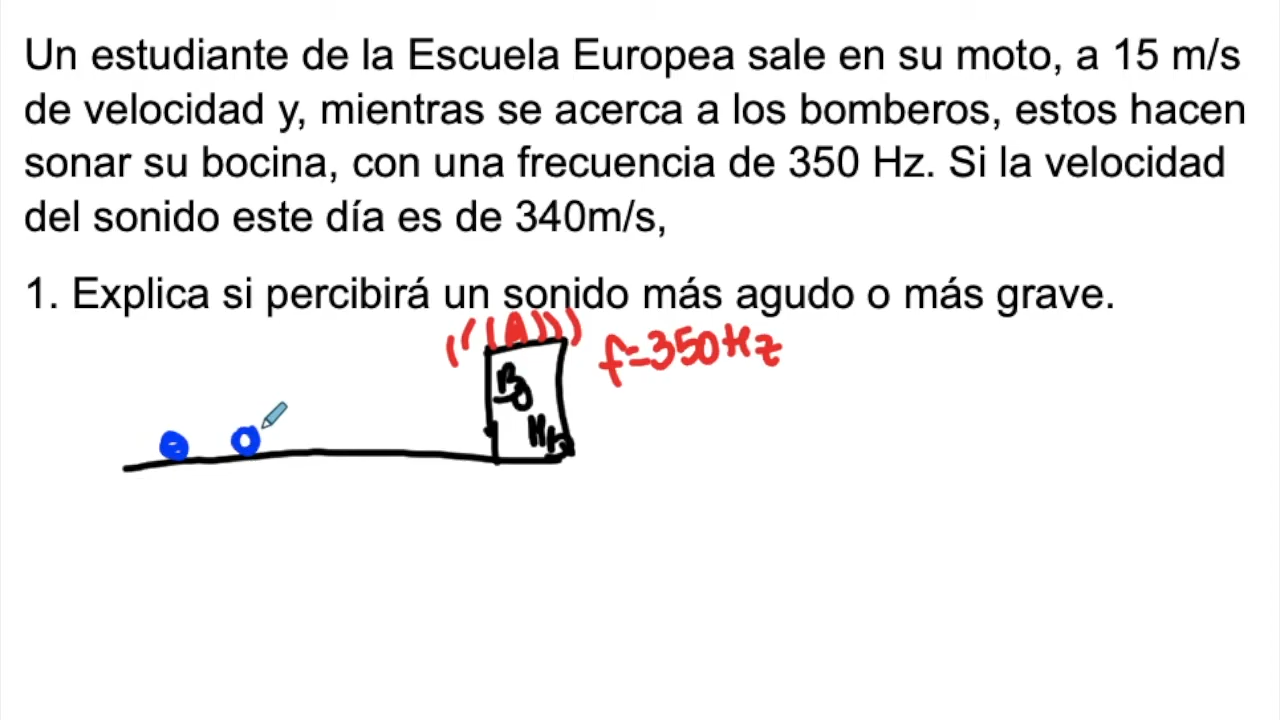 Un estudiante de la Escuela Europea sale en su moto, a 15 m/s
de velocidad y, mientras se acerca a los bomberos, estos hacen
sonar su bocina, con una frecuencia de 350 Hz. Si la velocidad
del sonido este día es de 340m/s,
1. Explica si percibirá un sonido más agudo o más grave.
f=350Hz